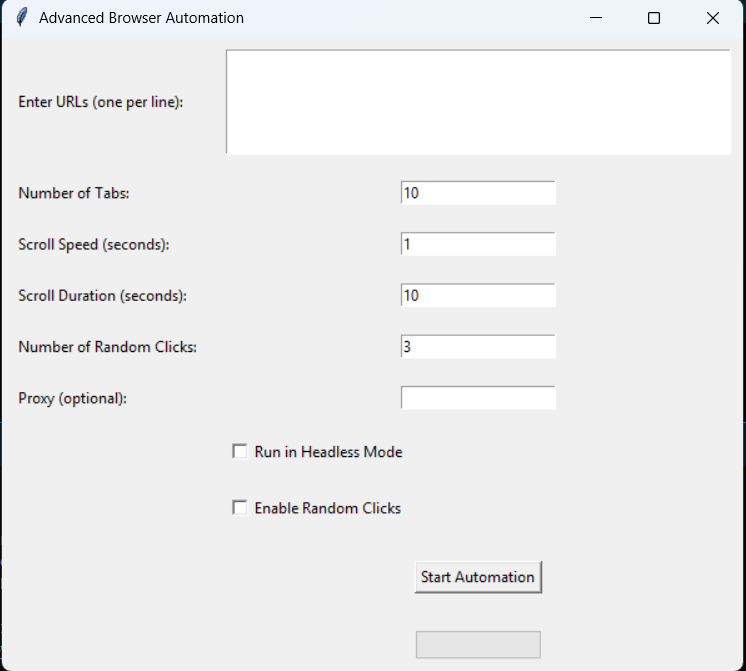 Advanced Browser Automation
Enter URLs (one per line):
Number of Tabs: 10
Scroll Speed (seconds): 1
Scroll Duration (seconds): 10
Number of Random Clicks: 3
Proxy (optional):
Run in Headless Mode
Enable Random Clicks
Start Automation